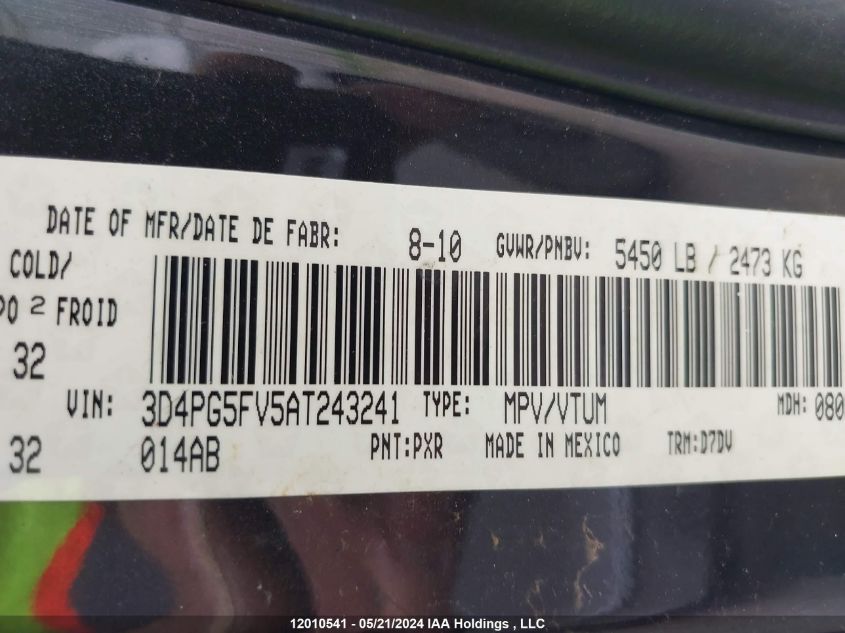 DATE OF MFR/DATE DE FABR: 8-10 GVWR/PNBV: 5450 LB / 2473 KG
COLD/
PO 2 FROID
32
VIN: 3D4PG5FV5AT243241 TYPE: MPV/VTUM MDH: 080
32 014AB PNT:PXR MADE IN MEXICO TRM:D7DV
12010541 - 05/21/2024 IAA Holdings , LLC